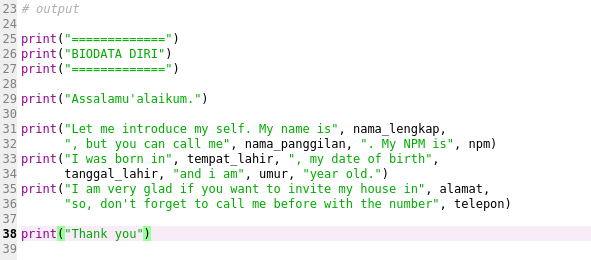 23 # output
24
25 print("=============")
26 print("BIODATA DIRI")
27 print("=============")
28
29 print("Assalamu'alaikum.")
30
31 print("Let me introduce my self. My name is", nama_lengkap,
32       ", but you can call me", nama_panggilan, ". My NPM is", npm)
33 print("I was born in", tempat_lahir, ", my date of birth",
34       tanggal_lahir, "and i am", umur, "year old.")
35 print("I am very glad if you want to invite my house in", alamat,
36       "so, don't forget to call me before with the number", telepon)
37
38 print("Thank you")
39